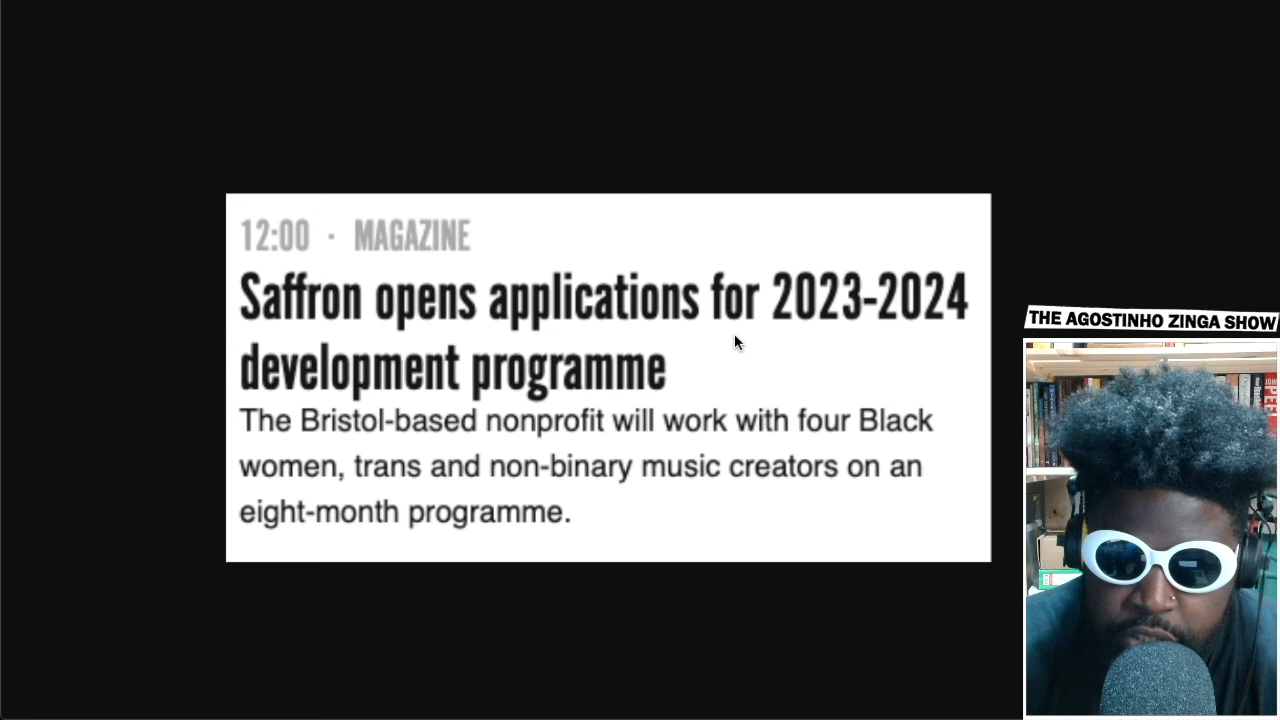 12:00 · MAGAZINE
Saffron opens applications for 2023-2024
development programme
The Bristol-based nonprofit will work with four Black
women, trans and non-binary music creators on an
eight-month programme.
THE AGOSTINHO ZINGA SHOW